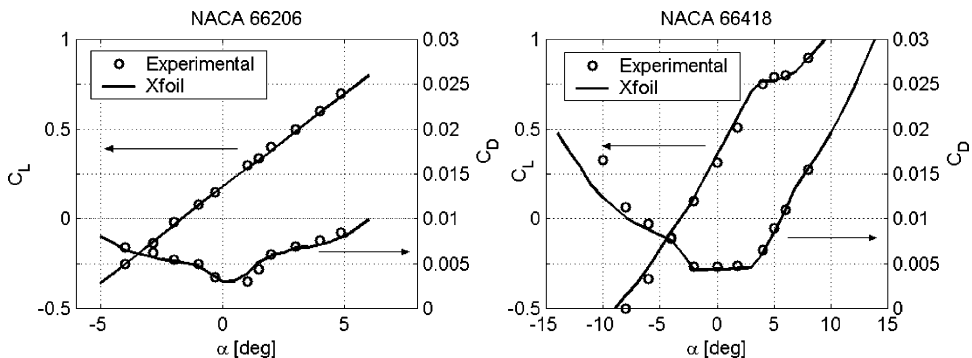 NACA 66206
1
0.5
0
-0.5
C_L
0.03
0.025
0.02
0.015
0.01
0.005
0
C_D
Experimental
Xfoil
-5
0
5
α [deg]
NACA 66418
1
0.5
0
-0.5
C_L
0.03
0.025
0.02
0.015
0.01
0.005
0
C_D
Experimental
Xfoil
-15
-10
-5
0
5
10
15
α [deg]